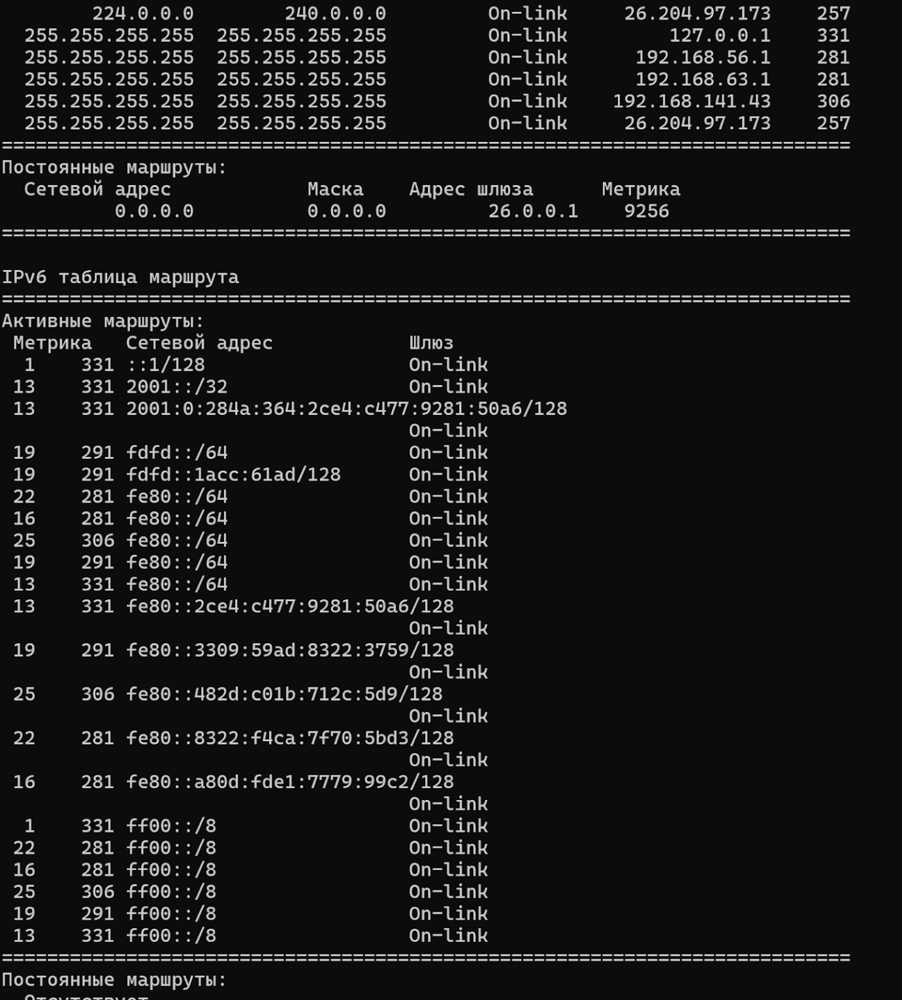 224.0.0.0 240.0.0.0 On-link 26.204.97.173 257
255.255.255.255 255.255.255.255 On-link 127.0.0.1 331
255.255.255.255 255.255.255.255 On-link 192.168.56.1 281
255.255.255.255 255.255.255.255 On-link 192.168.63.1 281
255.255.255.255 255.255.255.255 On-link 192.168.141.43 306
255.255.255.255 255.255.255.255 On-link 26.204.97.173 257
===========================================================================
Постоянные маршруты:
Сетевой адрес Маска Адрес шлюза Метрика
0.0.0.0 0.0.0.0 26.0.0.1 9256
===========================================================================
IPv6 таблица маршрута
===========================================================================
Активные маршруты:
Метрика Сетевой адрес Шлюз
1 331 ::1/128 On-link
13 331 2001::/32 On-link
13 331 2001:0:284a:364:2ce4:c477:9281:50a6/128
On-link
19 291 fdfd::/64 On-link
19 291 fdfd::1acc:61ad/128 On-link
22 281 fe80::/64 On-link
16 281 fe80::/64 On-link
25 306 fe80::/64 On-link
19 291 fe80::/64 On-link
13 331 fe80::/64 On-link
13 331 fe80::2ce4:c477:9281:50a6/128
On-link
19 291 fe80::3309:59ad:8322:3759/128
On-link
25 306 fe80::482d:c01b:712c:5d9/128
On-link
22 281 fe80::8322:f4ca:7f70:5bd3/128
On-link
16 281 fe80::a80d:fde1:7779:99c2/128
On-link
1 331 ff00::/8 On-link
22 281 ff00::/8 On-link
16 281 ff00::/8 On-link
25 306 ff00::/8 On-link
19 291 ff00::/8 On-link
13 331 ff00::/8 On-link
===========================================================================
Постоянные маршруты:
Отсутствует